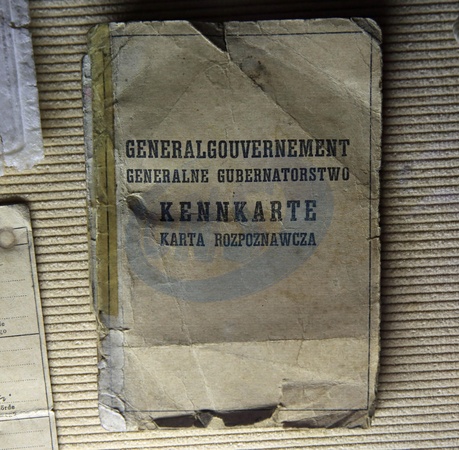 GENERALGOUVERNEMENT
GENERALNE GUBERNATORSTWO
KENNKARTE
KARTA ROZPOZNAWCZA